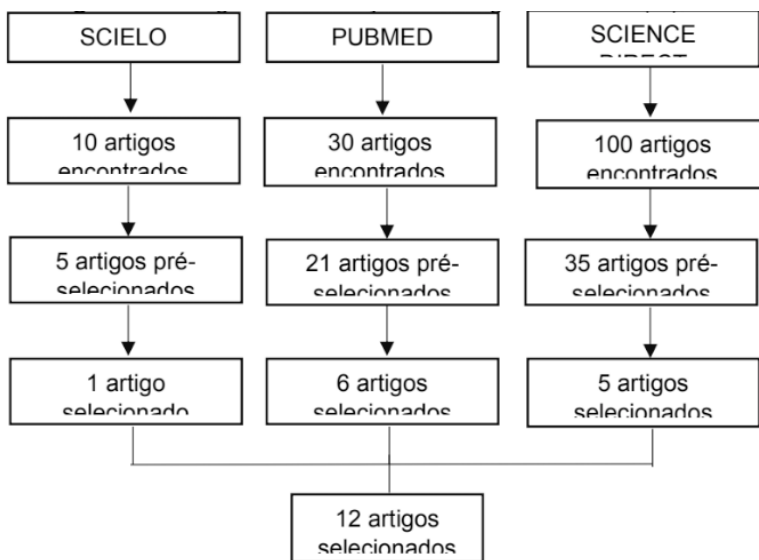 SCIELO
PUBMED
SCIENCE
DIRECT
10 artigos
encontrados
30 artigos
encontrados
100 artigos
encontrados
5 artigos pré-
selecionados
21 artigos pré-
selecionados
35 artigos pré-
selecionados
1 artigo
selecionado
6 artigos
selecionados
5 artigos
selecionados
12 artigos
selecionados